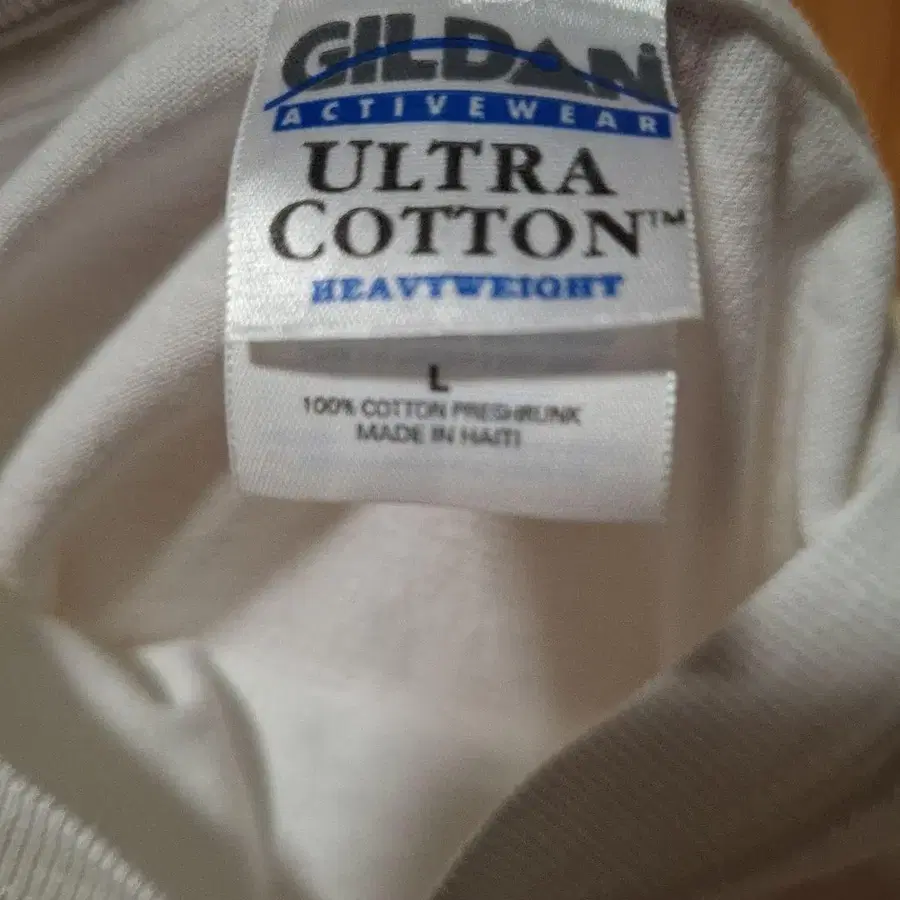 GILDAN
ACTIVEWEAR
ULTRA
COTTON™
HEAVYWEIGHT
L
100% COTTON PRESHRUNK
MADE IN HAITI